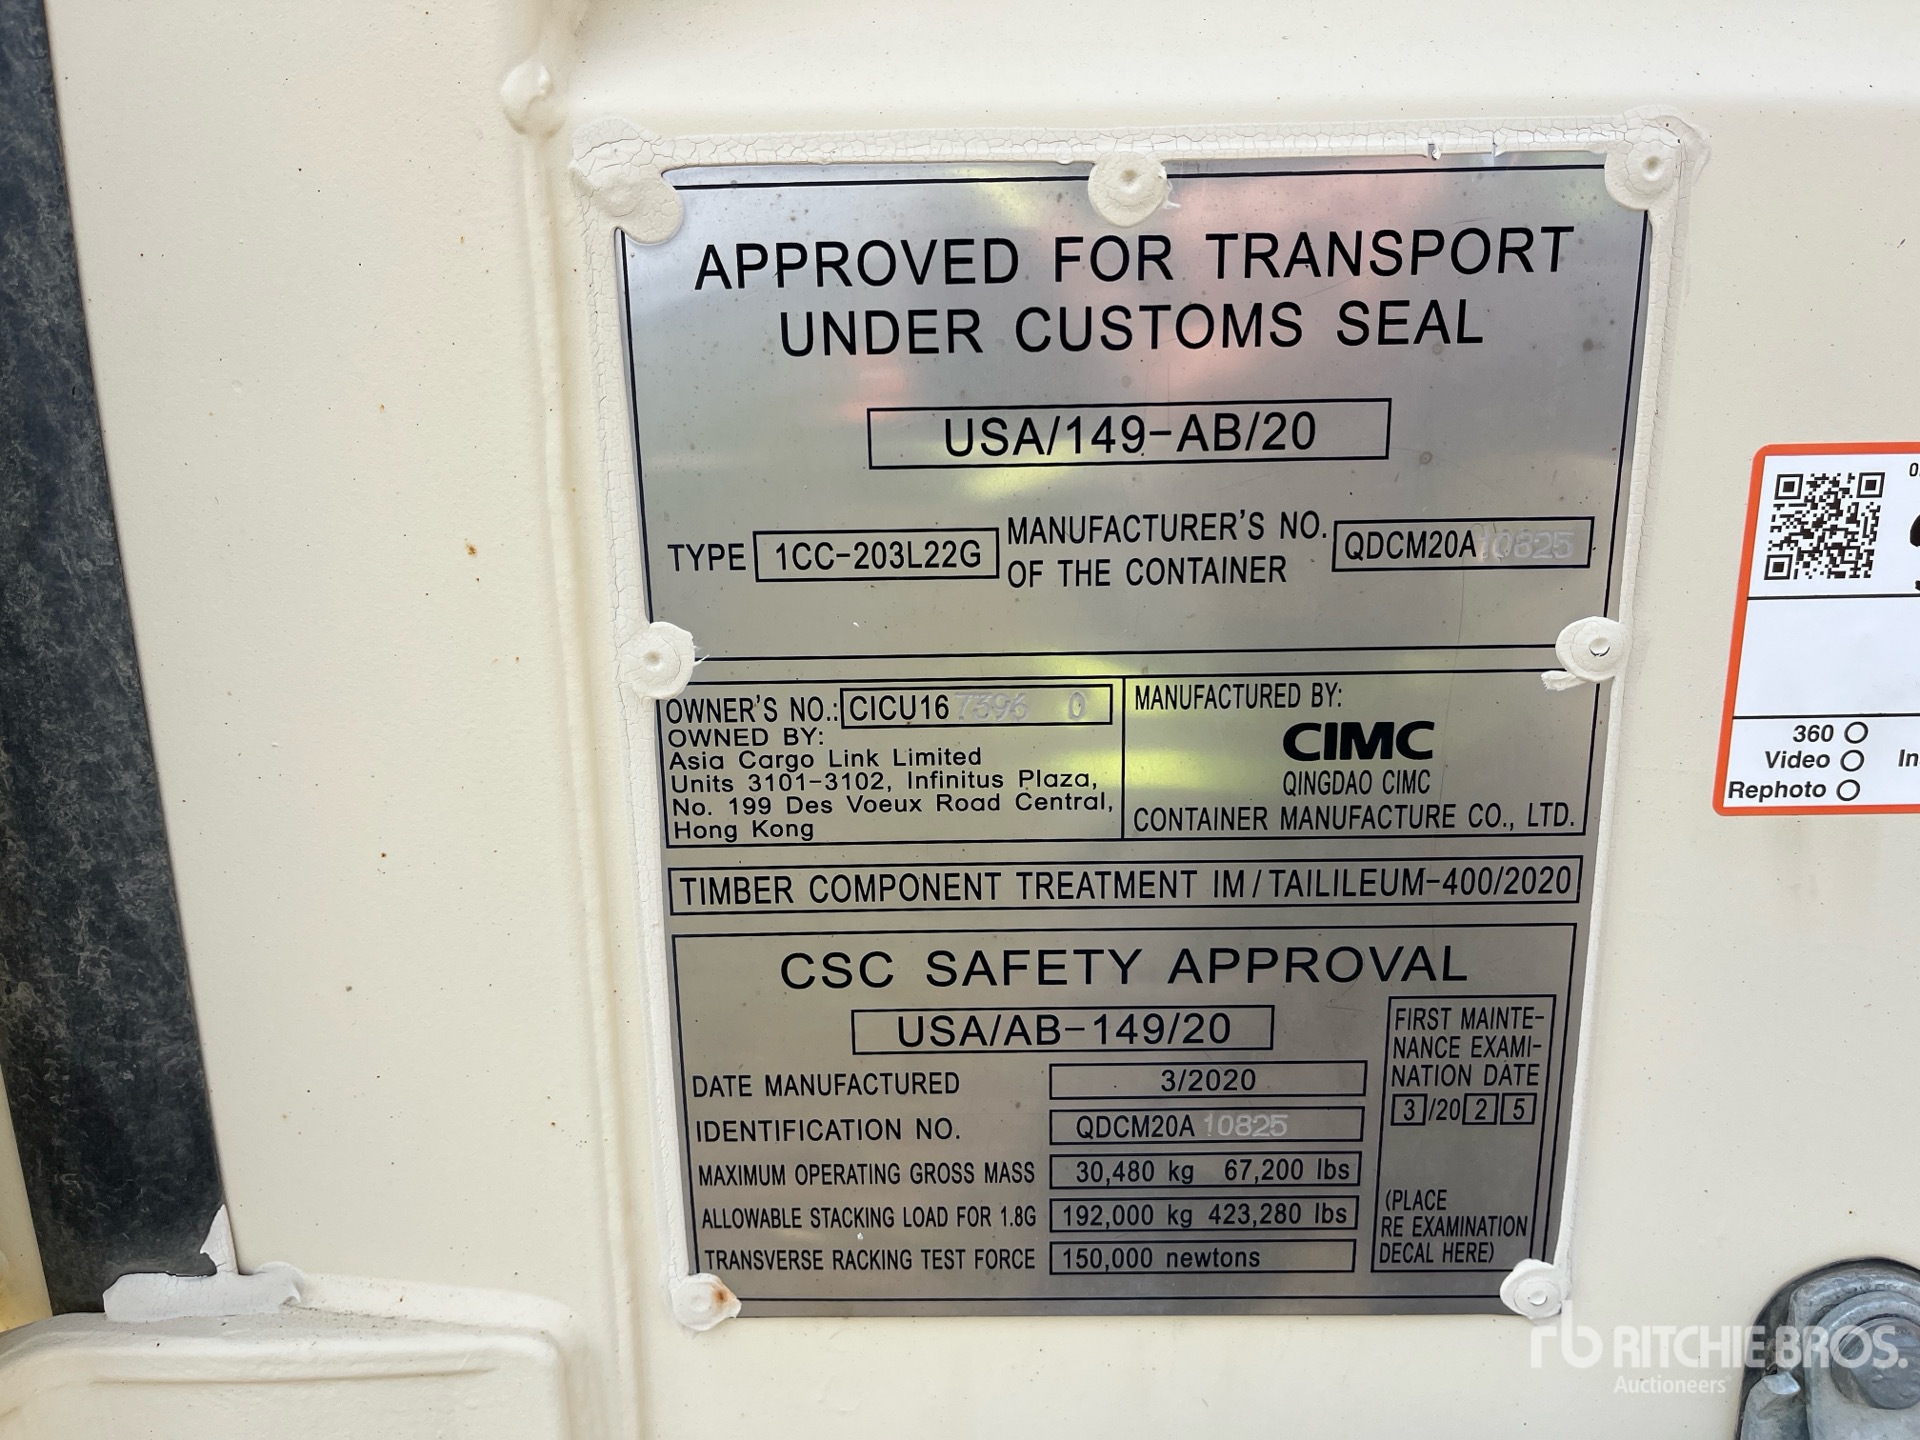 APPROVED FOR TRANSPORT
UNDER CUSTOMS SEAL
USA/149-AB/20
TYPE 1CC-203L22G MANUFACTURER'S NO. OF THE CONTAINER QDCM20A10825
OWNER'S NO.: CICU16 7396 0
OWNED BY:
Asia Cargo Link Limited
Units 3101-3102, Infinitus Plaza,
No. 199 Des Voeux Road Central,
Hong Kong
MANUFACTURED BY:
CIMC
QINGDAO CIMC
CONTAINER MANUFACTURE CO., LTD.
TIMBER COMPONENT TREATMENT IM/TAILILEUM-400/2020
CSC SAFETY APPROVAL
USA/AB-149/20
DATE MANUFACTURED 3/2020
IDENTIFICATION NO. QDCM20A 10825
MAXIMUM OPERATING GROSS MASS 30,480 kg 67,200 lbs
ALLOWABLE STACKING LOAD FOR 1.8G 192,000 kg 423,280 lbs
TRANSVERSE RACKING TEST FORCE 150,000 newtons
FIRST MAINTE-
NANCE EXAMI-
NATION DATE
3/2025
(PLACE
RE EXAMINATION
DECAL HERE)
360
Video
Rephoto
rb RITCHIE BROS.
Auctioneers